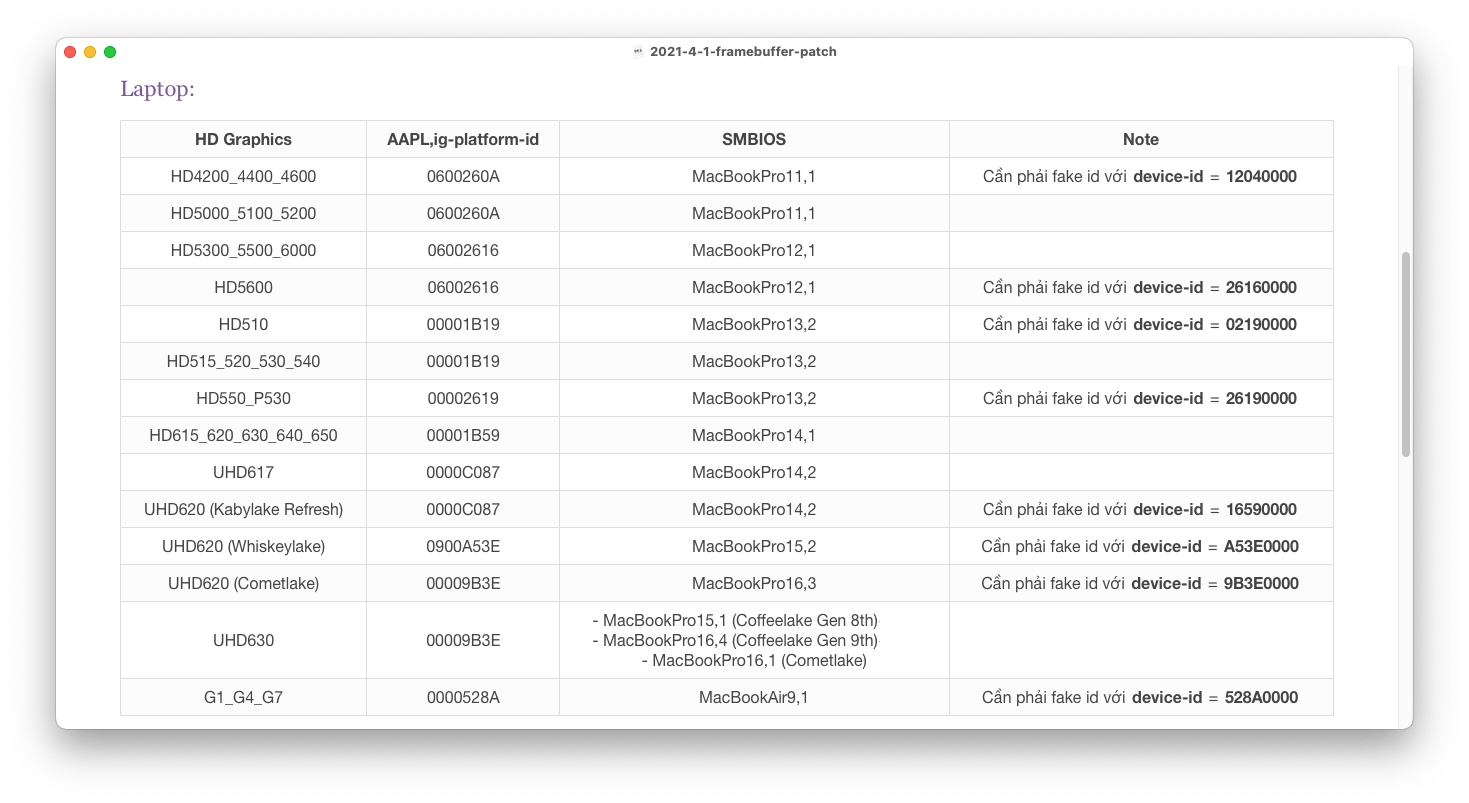 2021-4-1-framebuffer-patch
Laptop:
HD Graphics AAPL,ig-platform-id SMBIOS Note
HD4200_4400_4600 0600260A MacBookPro11,1 Cần phải fake id với device-id = 12040000
HD5000_5100_5200 0600260A MacBookPro11,1
HD5300_5500_6000 06002616 MacBookPro12,1
HD5600 06002616 MacBookPro12,1 Cần phải fake id với device-id = 26160000
HD510 00001B19 MacBookPro13,2 Cần phải fake id với device-id = 02190000
HD515_520_530_540 00001B19 MacBookPro13,2
HD550_P530 00002619 MacBookPro13,2 Cần phải fake id với device-id = 26190000
HD615_620_630_640_650 00001B59 MacBookPro14,1
UHD617 0000C087 MacBookPro14,2
UHD620 (Kabylake Refresh) 0000C087 MacBookPro14,2 Cần phải fake id với device-id = 16590000
UHD620 (Whiskeylake) 0900A53E MacBookPro15,2 Cần phải fake id với device-id = A53E0000
UHD620 (Cometlake) 00009B3E MacBookPro16,3 Cần phải fake id với device-id = 9B3E0000
UHD630 00009B3E - MacBookPro15,1 (Coffeelake Gen 8th)
- MacBookPro16,4 (Coffeelake Gen 9th)
- MacBookPro16,1 (Cometlake)
G1_G4_G7 0000528A MacBookAir9,1 Cần phải fake id với device-id = 528A0000